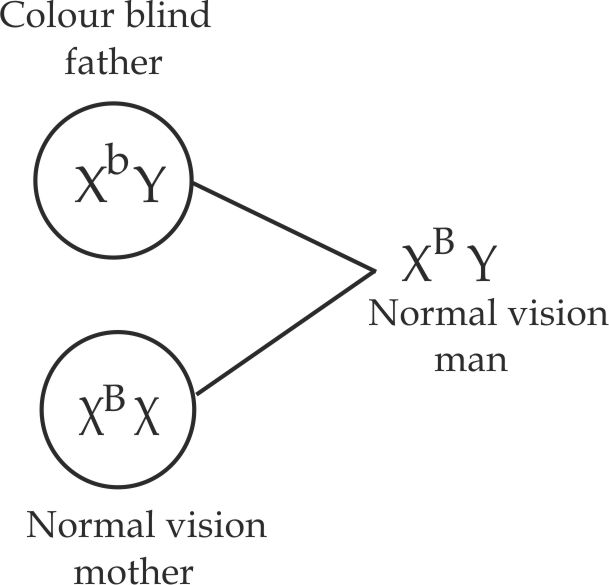 Colour blind
father
XᵇY
Xᴮ Y
Normal vision
man
XᴮX
Normal vision
mother